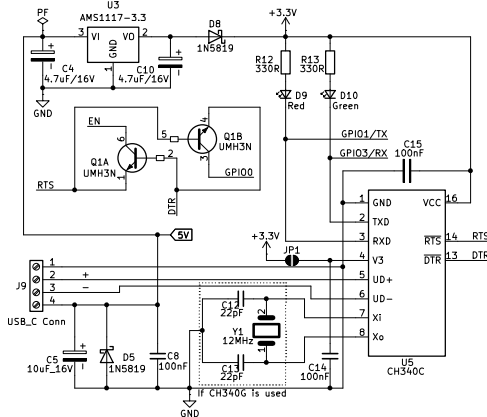 PF
U3
AMS1117-3.3
D8
1N5819
+3.3V
3 VI VO 2
GND
1
C4
4.7uF/16V
C10
4.7uF/16V
GND
R12
330R
R13
330R
D9
Red
D10
Green
EN
6
5
4
Q1B
UMH3N
3
Q1A
UMH3N
2
1
GPIO0
RTS
DTR
GPIO1/TX
GPIO3/RX
C15
100nF
5V
+3.3V
JP1
1 GND VCC 16
2 TXD
3 RXD RTS 14 RTS
4 V3 DTR 13 DTR
5 UD+
6 UD-
7 Xi
8 Xo
U5
CH340C
J9
1
2 +
3 -
4
USB_C Conn
C5
10uF_16V
D5
1N5819
C8
100nF
C12
22pF
Y1
12MHz
2
1
C13
22pF
C14
100nF
If CH340G is used
GND